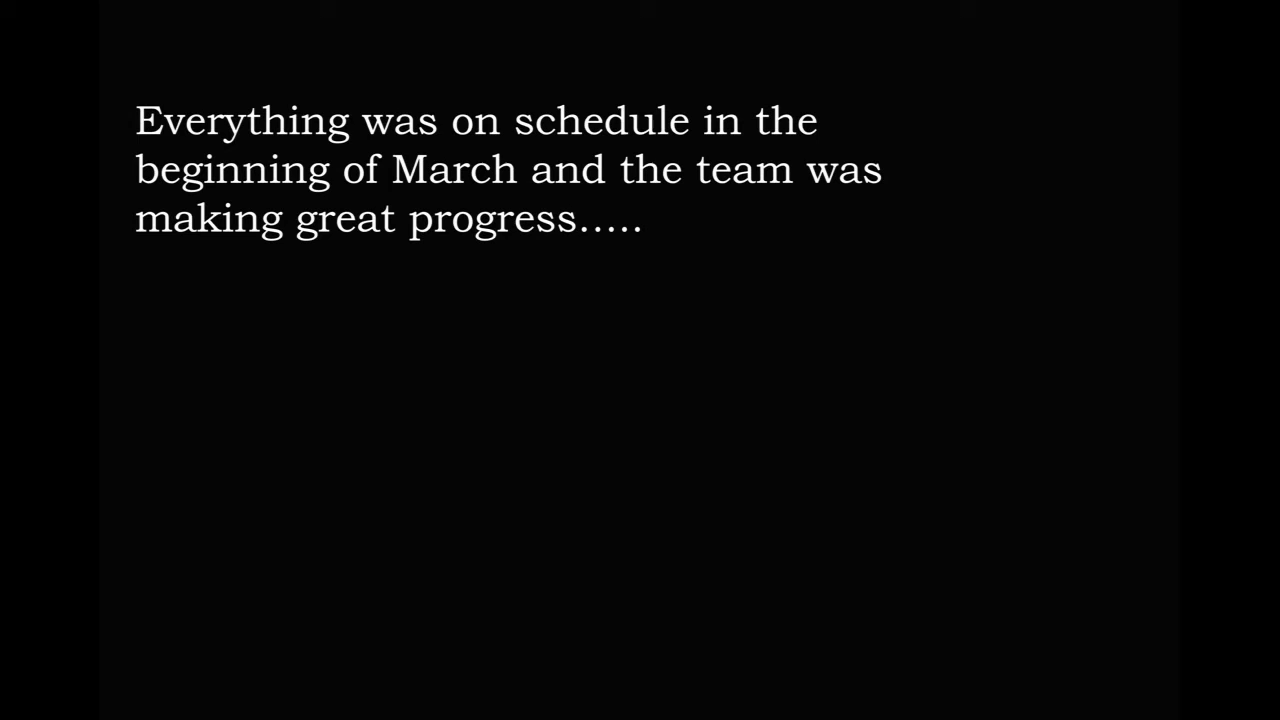 Everything was on schedule in the
beginning of March and the team was
making great progress.....